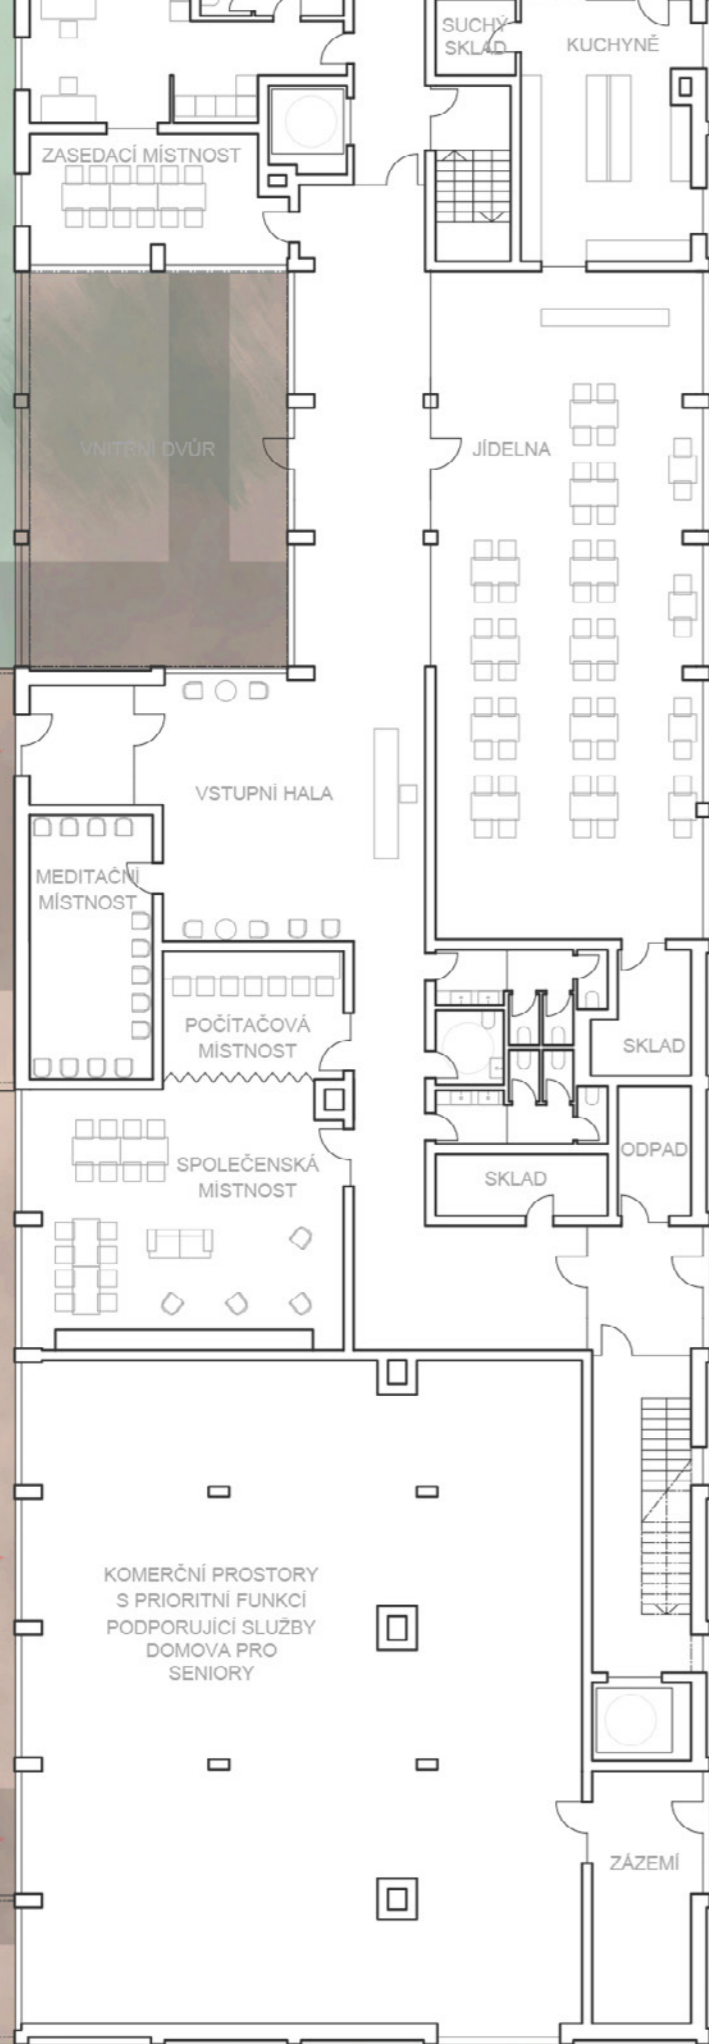 SUCHÝ
SKLAD
KUCHYNĚ
ZASEDACÍ MÍSTNOST
VNITŘNÍ DVŮR
JÍDELNA
VSTUPNÍ HALA
MEDITAČNÍ
MÍSTNOST
POČÍTAČOVÁ
MÍSTNOST
SKLAD
SPOLEČENSKÁ
MÍSTNOST
ODPAD
SKLAD
KOMERČNÍ PROSTORY
S PRIORITNÍ FUNKCÍ
PODPORUJÍCÍ SLUŽBY
DOMOVA PRO
SENIORY
ZÁZEMÍ